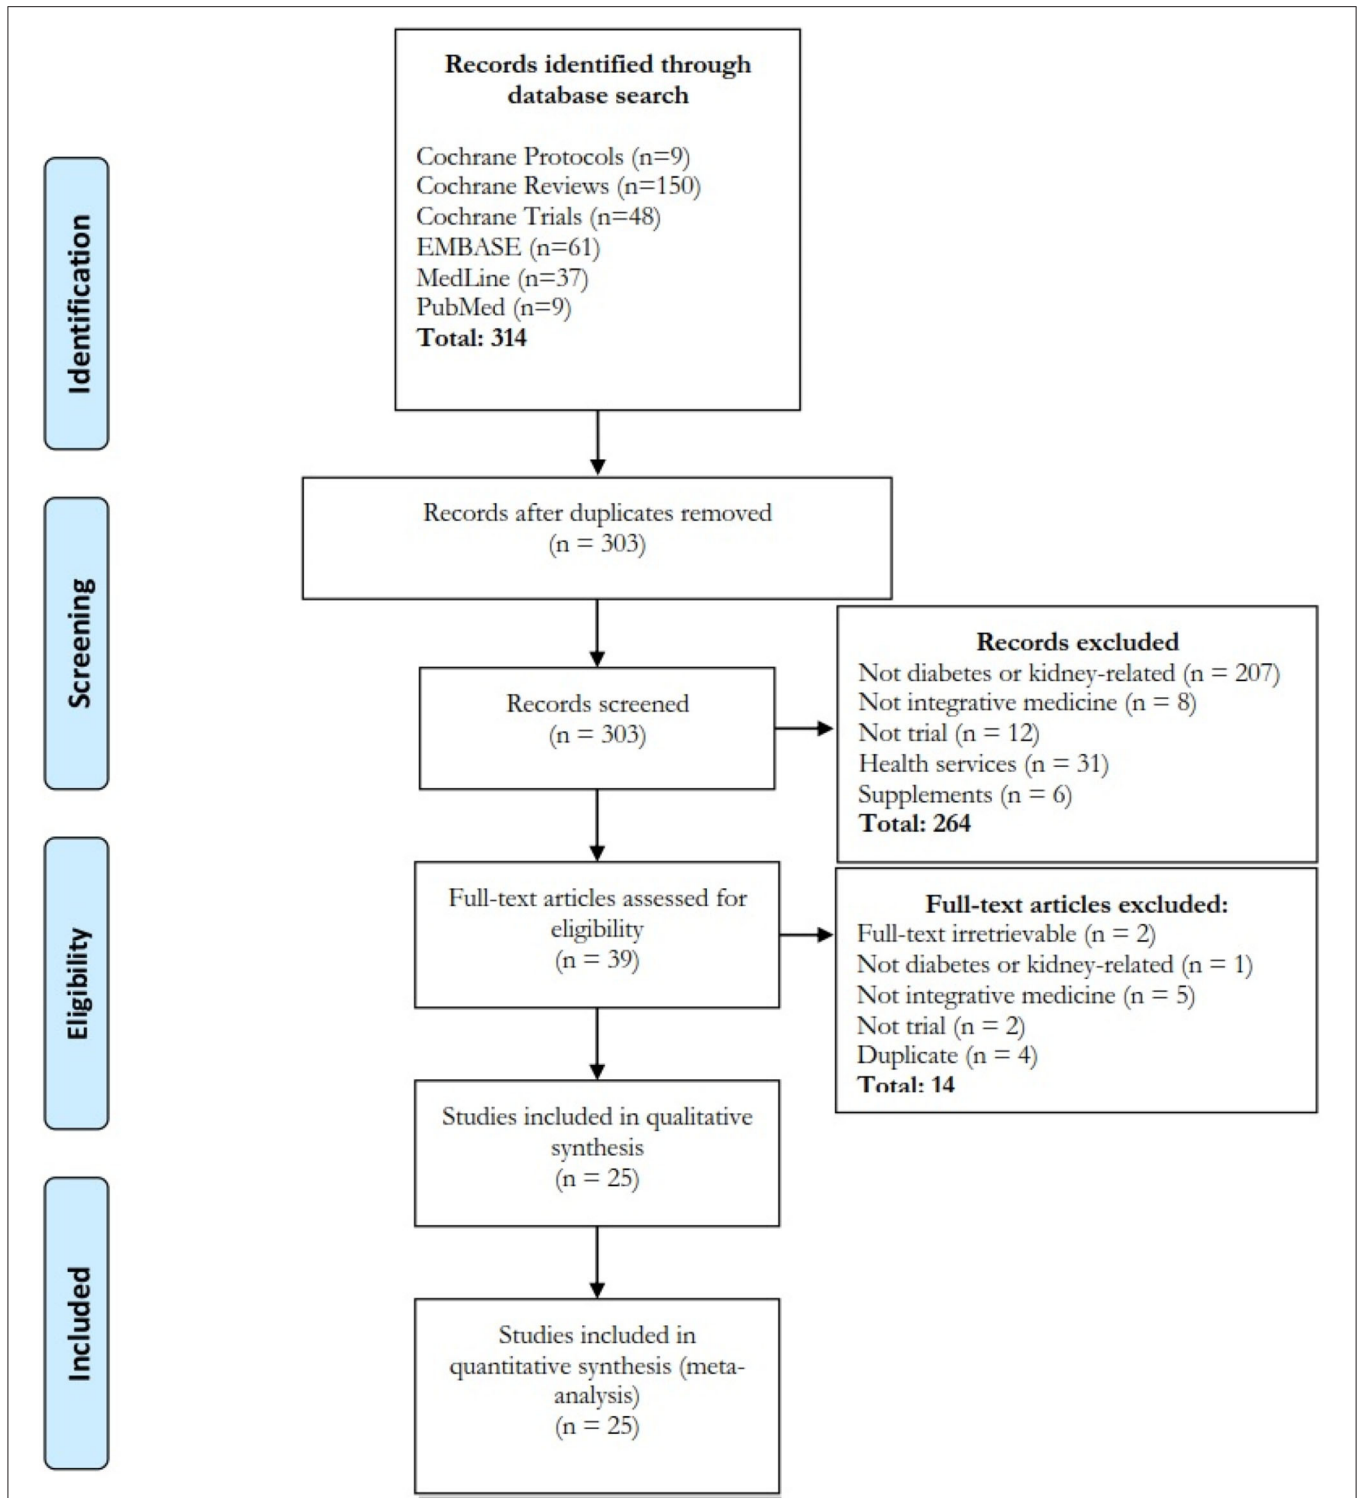 Identification
Records identified through
database search
Cochrane Protocols (n=9)
Cochrane Reviews (n=150)
Cochrane Trials (n=48)
EMBASE (n=61)
MedLine (n=37)
PubMed (n=9)
Total: 314
Screening
Records after duplicates removed
(n = 303)
Records screened
(n = 303)
Records excluded
Not diabetes or kidney-related (n = 207)
Not integrative medicine (n = 8)
Not trial (n = 12)
Health services (n = 31)
Supplements (n = 6)
Total: 264
Eligibility
Full-text articles assessed for
eligibility
(n = 39)
Full-text articles excluded:
Full-text irretrievable (n = 2)
Not diabetes or kidney-related (n = 1)
Not integrative medicine (n = 5)
Not trial (n = 2)
Duplicate (n = 4)
Total: 14
Studies included in qualitative
synthesis
(n = 25)
Included
Studies included in
quantitative synthesis (meta-
analysis)
(n = 25)